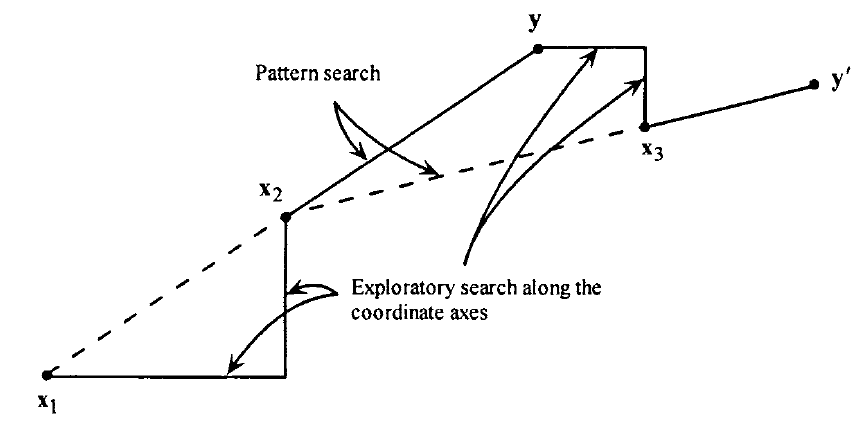 y
Pattern search
y′
x3
x2
Exploratory search along the
coordinate axes
x1